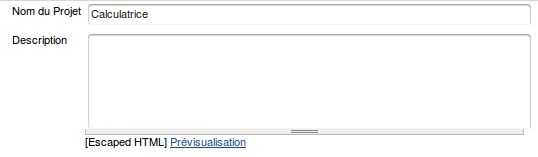 Nom du Projet Calculatrice
Description
[Escaped HTML] Prévisualisation